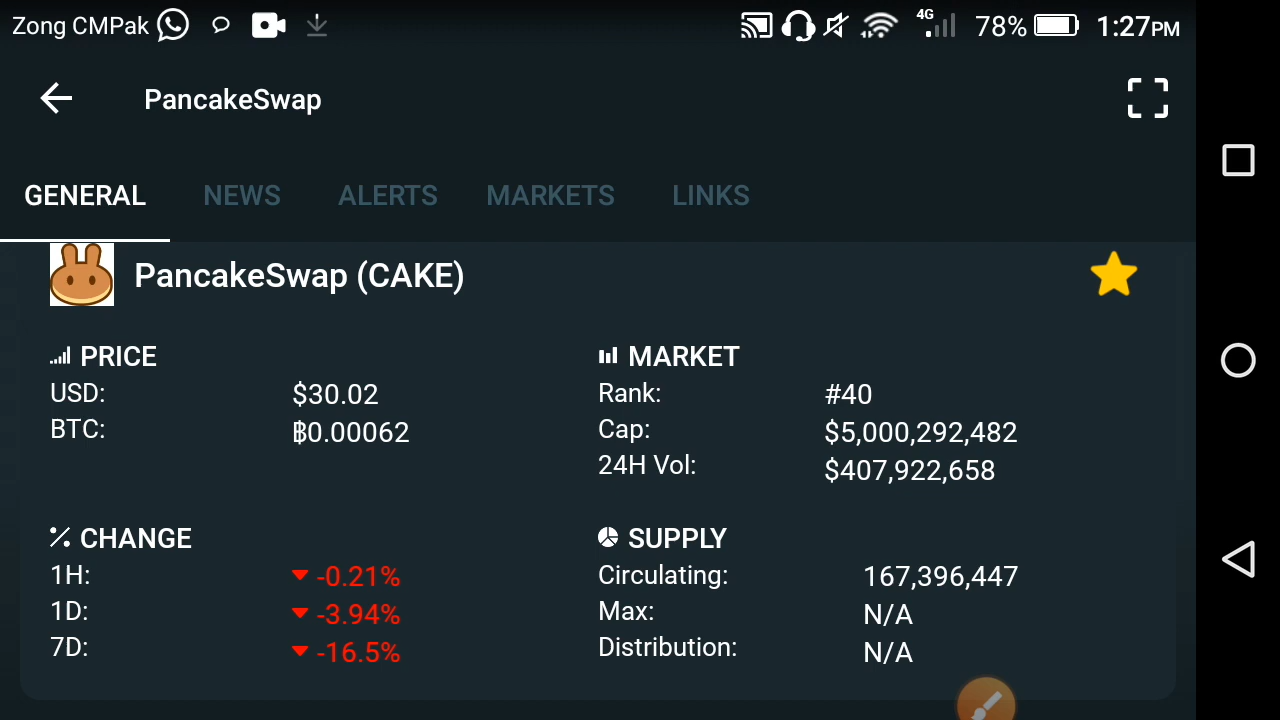 Zong CMPak 4G 78% 1:27PM
PancakeSwap
GENERAL NEWS ALERTS MARKETS LINKS
PancakeSwap (CAKE)
PRICE
USD: $30.02
BTC: ฿0.00062
MARKET
Rank: #40
Cap: $5,000,292,482
24H Vol: $407,922,658
CHANGE
1H: -0.21%
1D: -3.94%
7D: -16.5%
SUPPLY
Circulating: 167,396,447
Max: N/A
Distribution: N/A